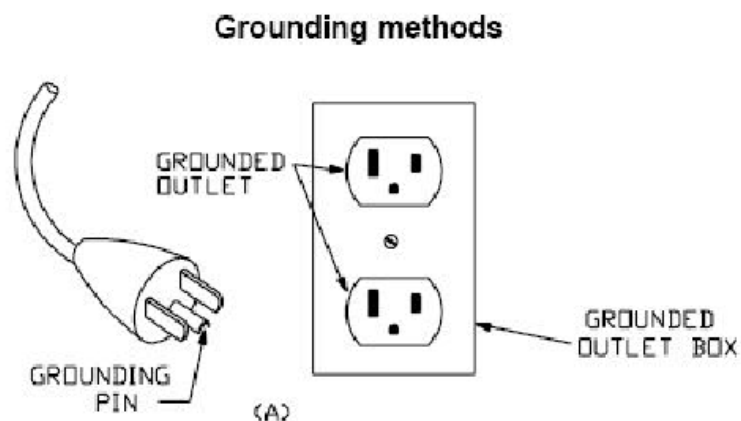 Grounding methods
GROUNDED
OUTLET
GROUNDED
OUTLET BOX
GROUNDING
PIN
(A)